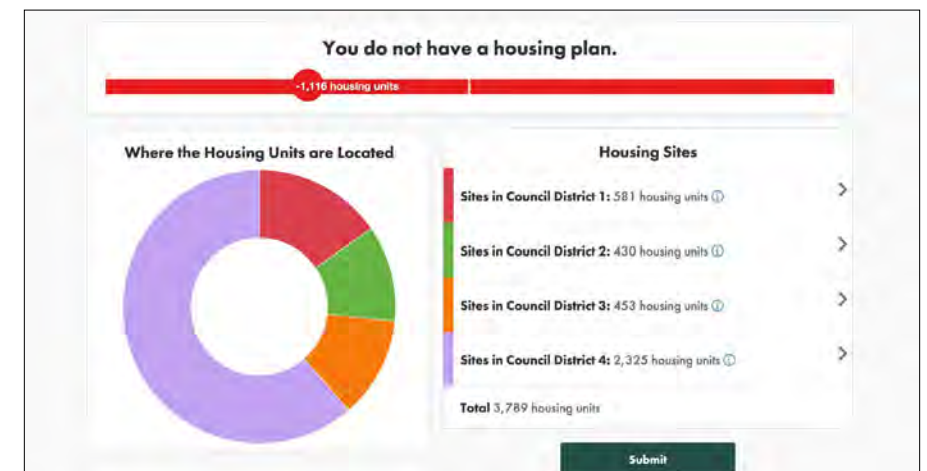 You do not have a housing plan.
-1,116 housing units
Where the Housing Units are Located
Housing Sites
Sites in Council District 1: 581 housing units ⓘ
Sites in Council District 2: 430 housing units ⓘ
Sites in Council District 3: 453 housing units ⓘ
Sites in Council District 4: 2,325 housing units ⓘ
Total 3,789 housing units
Submit